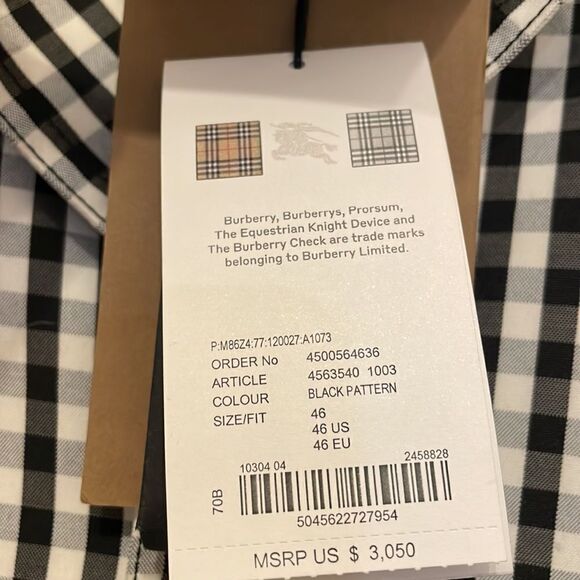 Burberry, Burberrys, Prorsum,
The Equestrian Knight Device and
The Burberry Check are trade marks
belonging to Burberry Limited.
P:M86Z4:77:120027:A1073
ORDER No 4500564636
ARTICLE 4563540 1003
COLOUR BLACK PATTERN
SIZE/FIT 46
46 US
46 EU
10304 04 2458828
70B
5045622727954
MSRP US $ 3,050